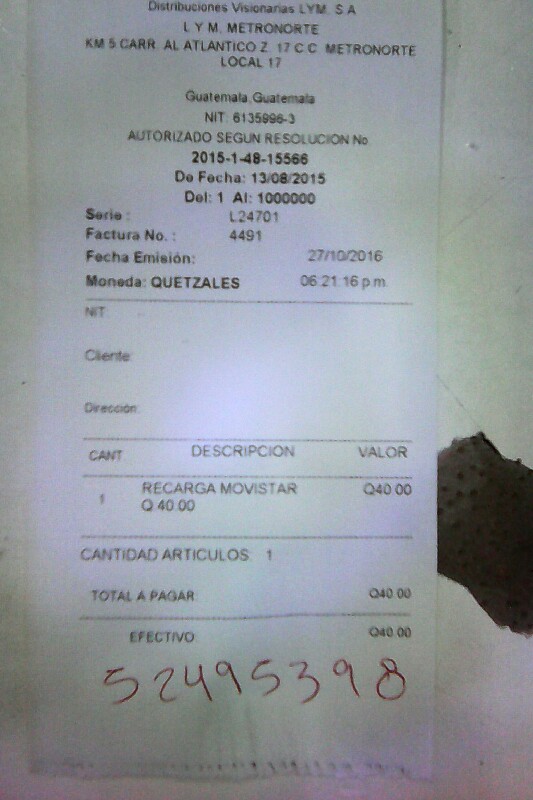 Distribuciones Visionarias LYM. S.A
L Y M. METRONORTE
KM 5 CARR. AL ATLANTICO Z. 17 C.C. METRONORTE
LOCAL 17
Guatemala, Guatemala
NIT. 6135996-3
AUTORIZADO SEGUN RESOLUCION No.
2015-1-48-15566
De Fecha: 13/08/2015
Del: 1 Al: 1000000
Serie : L24701
Factura No. : 4491
Fecha Emisión: 27/10/2016
Moneda: QUETZALES 06:21:16 p.m.
NIT:
Cliente:
Dirección:
CANT DESCRIPCION VALOR
1 RECARGA MOVISTAR Q40.00
Q 40.00
CANTIDAD ARTICULOS: 1
TOTAL A PAGAR: Q40.00
EFECTIVO: Q40.00
52495398